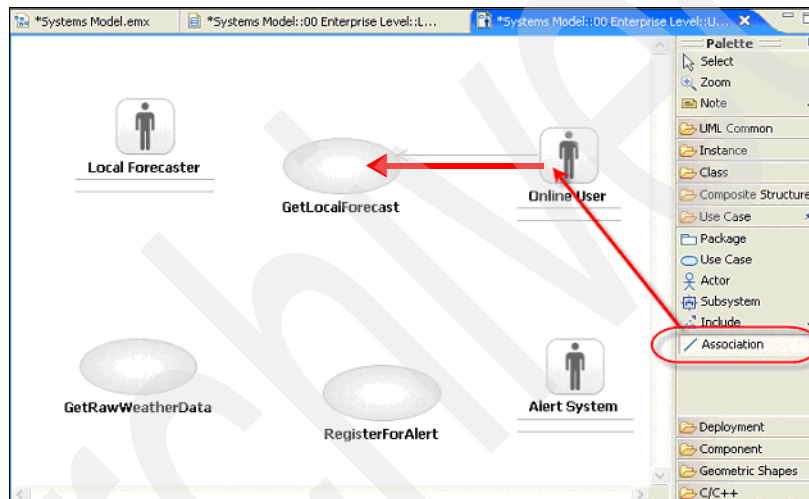 *Systems Model.emx
*Systems Model::00 Enterprise Level::L...
*Systems Model::00 Enterprise Level::U...
Palette
Select
Zoom
Note
UML Common
Instance
Class
Composite Structure
Use Case
Package
Use Case
Actor
Subsystem
Include
Association
Deployment
Component
Geometric Shapes
C/C++
Local Forecaster
GetLocalForecast
Online User
GetRawWeatherData
RegisterForAlert
Alert System